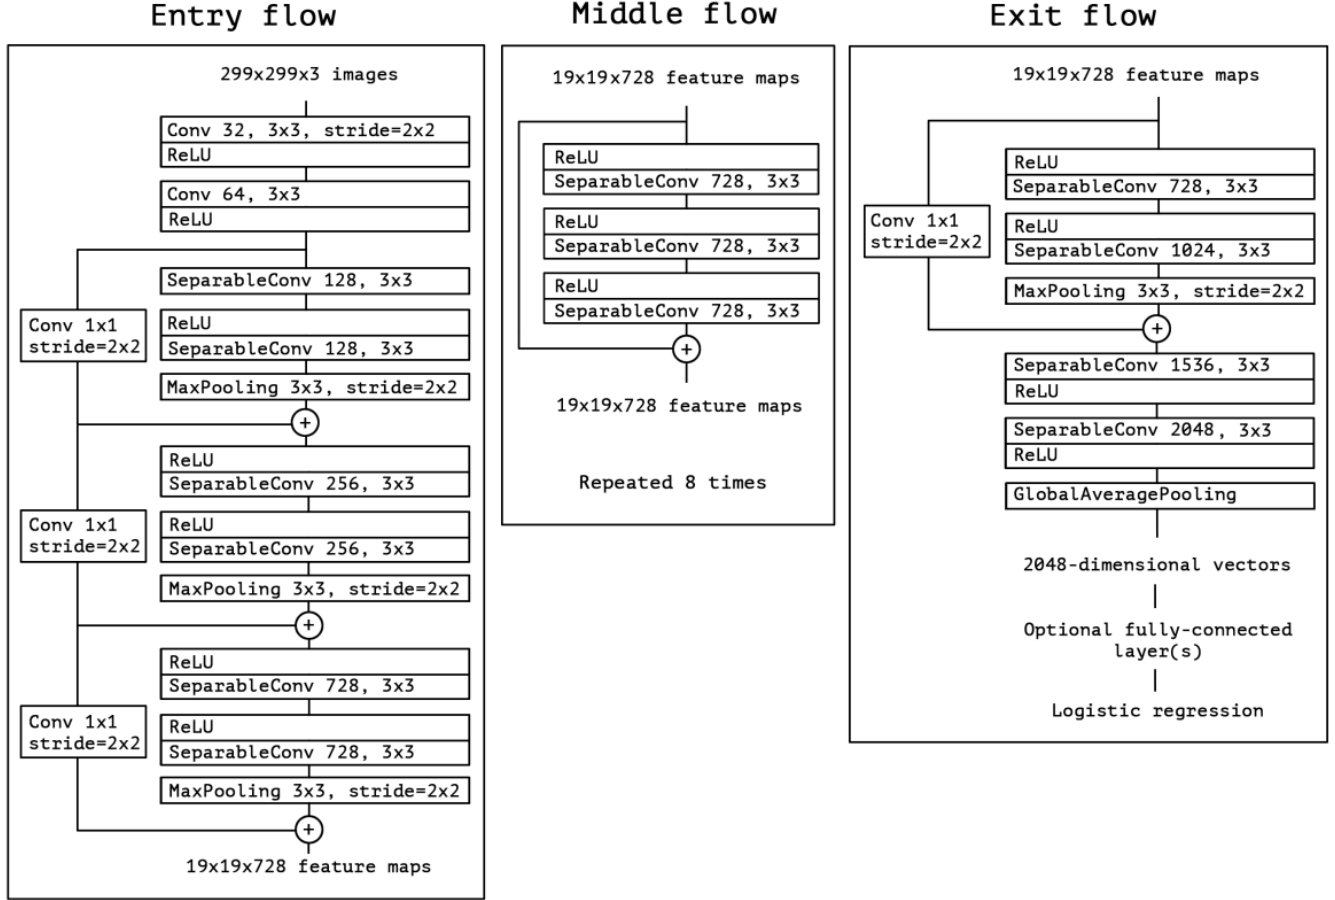 Entry flow
299x299x3 images
Conv 32, 3x3, stride=2x2
ReLU
Conv 64, 3x3
ReLU
SeparableConv 128, 3x3
Conv 1x1
stride=2x2
ReLU
SeparableConv 128, 3x3
MaxPooling 3x3, stride=2x2
+
ReLU
SeparableConv 256, 3x3
Conv 1x1
stride=2x2
ReLU
SeparableConv 256, 3x3
MaxPooling 3x3, stride=2x2
+
ReLU
SeparableConv 728, 3x3
Conv 1x1
stride=2x2
ReLU
SeparableConv 728, 3x3
MaxPooling 3x3, stride=2x2
+
19x19x728 feature maps
Middle flow
19x19x728 feature maps
ReLU
SeparableConv 728, 3x3
ReLU
SeparableConv 728, 3x3
ReLU
SeparableConv 728, 3x3
+
19x19x728 feature maps
Repeated 8 times
Exit flow
19x19x728 feature maps
ReLU
SeparableConv 728, 3x3
Conv 1x1
stride=2x2
ReLU
SeparableConv 1024, 3x3
MaxPooling 3x3, stride=2x2
+
SeparableConv 1536, 3x3
ReLU
SeparableConv 2048, 3x3
ReLU
GlobalAveragePooling
2048-dimensional vectors
Optional fully-connected
layer(s)
Logistic regression